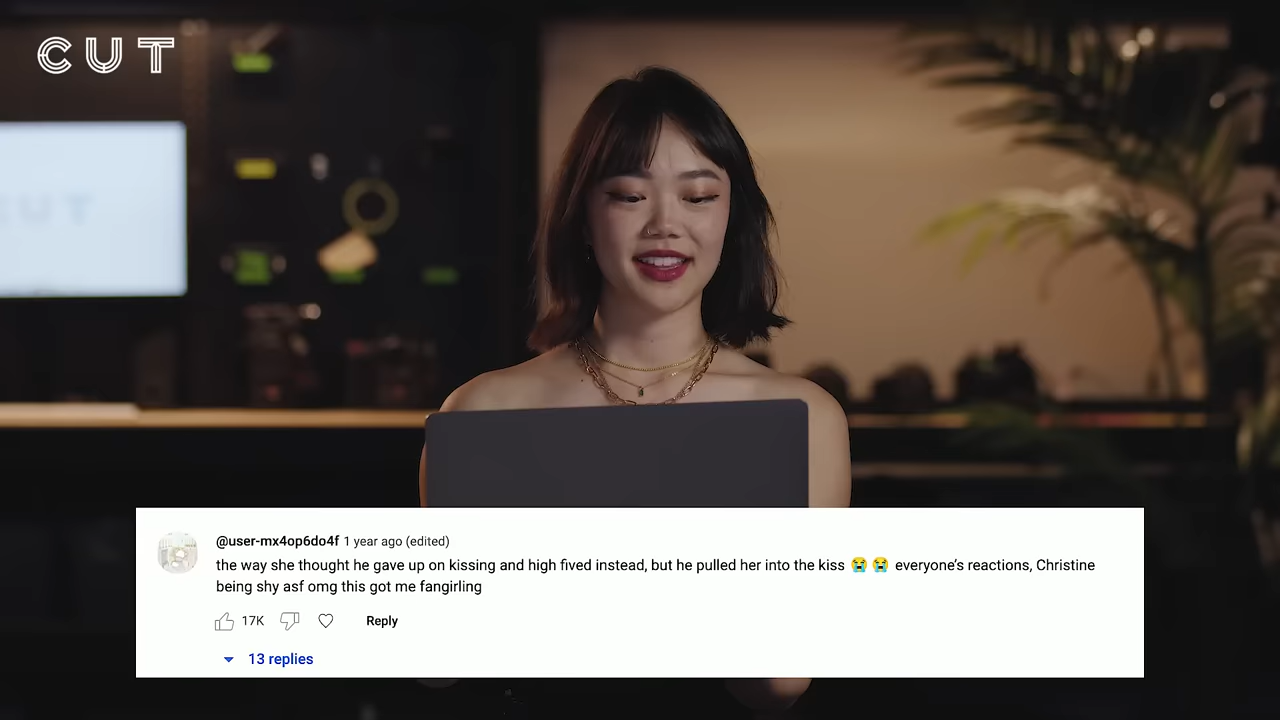 CUT
CUT
@user-mx4op6do4f 1 year ago (edited)
the way she thought he gave up on kissing and high fived instead, but he pulled her into the kiss 😭 😭 everyone’s reactions, Christine
being shy asf omg this got me fangirling
17K Reply
13 replies